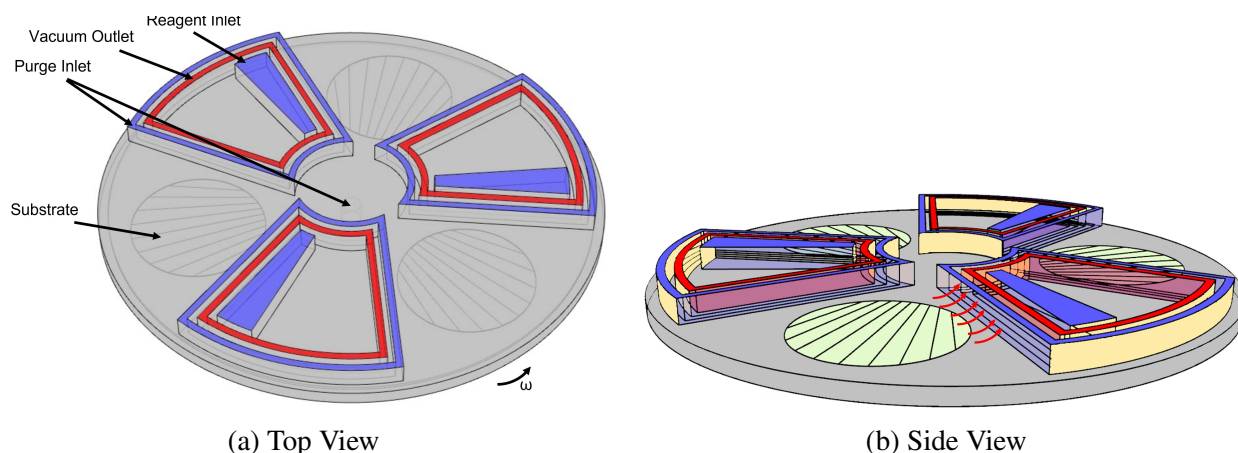 Reagent Inlet
Vacuum Outlet
Purge Inlet
Substrate
ω
(a) Top View
(b) Side View